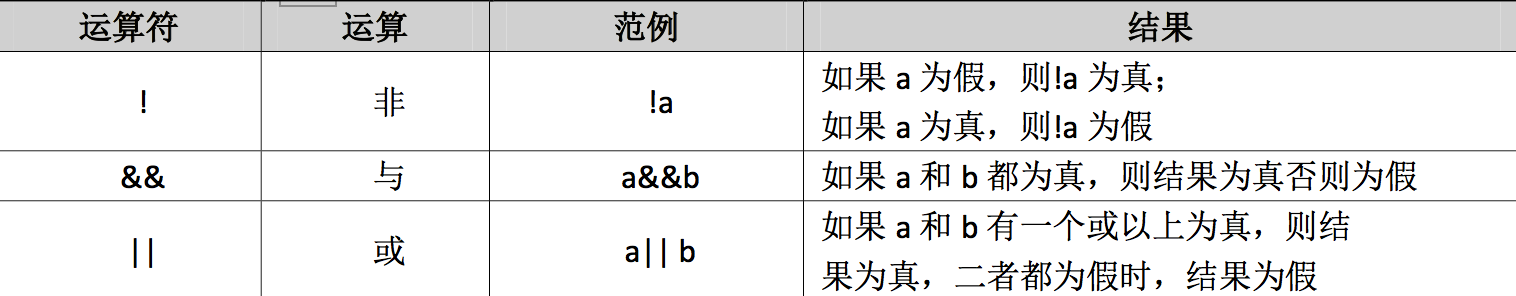 运算符 运算 范例 结果
! 非 !a 如果 a 为假，则!a 为真；
如果 a 为真，则!a 为假
&& 与 a&&b 如果 a 和 b 都为真，则结果为真否则为假
|| 或 a|| b 如果 a 和 b 有一个或以上为真，则结
果为真，二者都为假时，结果为假